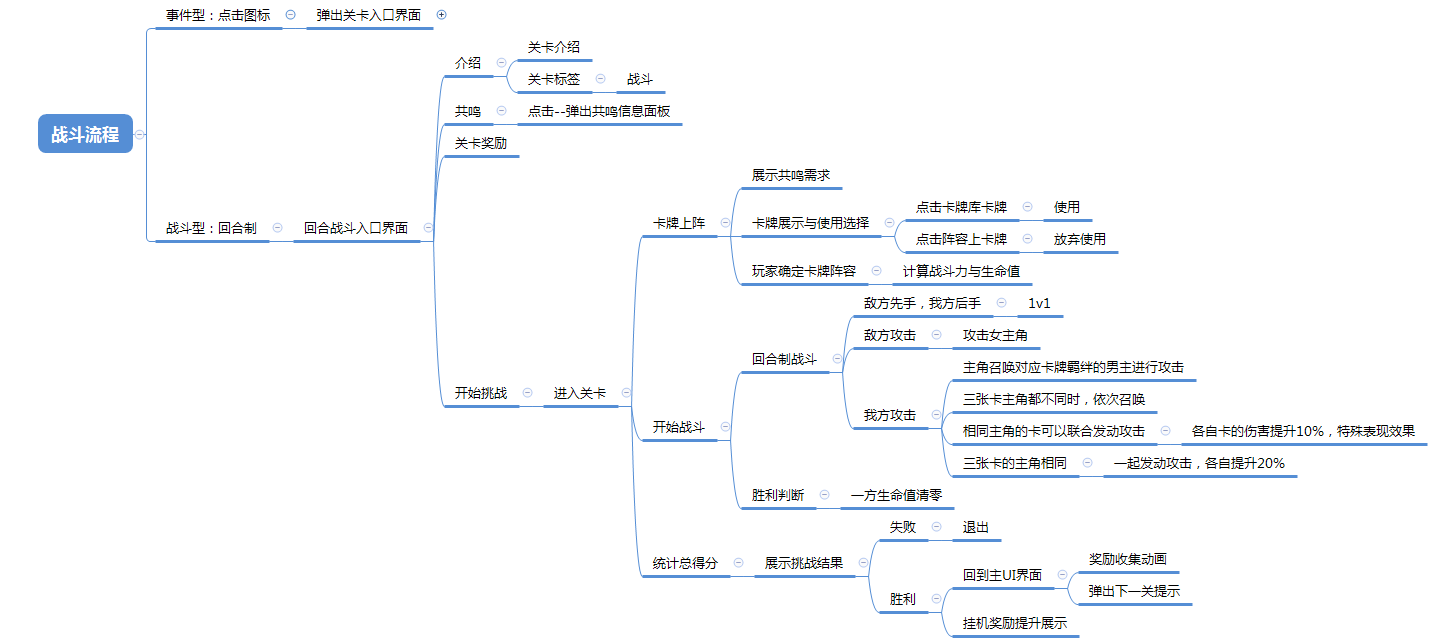 战斗流程
事件型：点击图标
弹出关卡入口界面
战斗型：回合制
回合战斗入口界面
介绍
关卡介绍
关卡标签
战斗
共鸣
点击--弹出共鸣信息面板
关卡奖励
开始挑战
进入关卡
卡牌上阵
展示共鸣需求
卡牌展示与使用选择
点击卡牌库卡牌
使用
点击阵容上卡牌
放弃使用
玩家确定卡牌阵容
计算战斗力与生命值
开始战斗
回合制战斗
敌方先手，我方后手
1v1
敌方攻击
攻击女主角
我方攻击
主角召唤对应卡牌羁绊的男主进行攻击
三张卡主角都不同时，依次召唤
相同主角的卡可以联合发动攻击
各自卡的伤害提升10%，特殊表现效果
三张卡的主角相同
一起发动攻击，各自提升20%
胜利判断
一方生命值清零
统计总得分
展示挑战结果
失败
退出
胜利
回到主UI界面
奖励收集动画
弹出下一关提示
挂机奖励提升展示